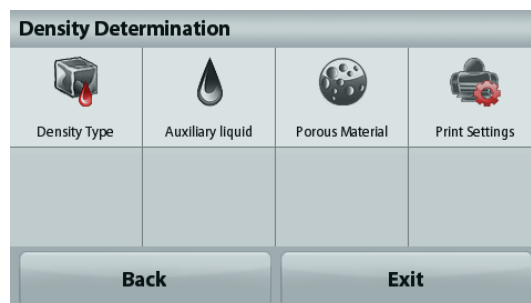 Density Determination
Density Type Auxiliary liquid Porous Material Print Settings
Back Exit